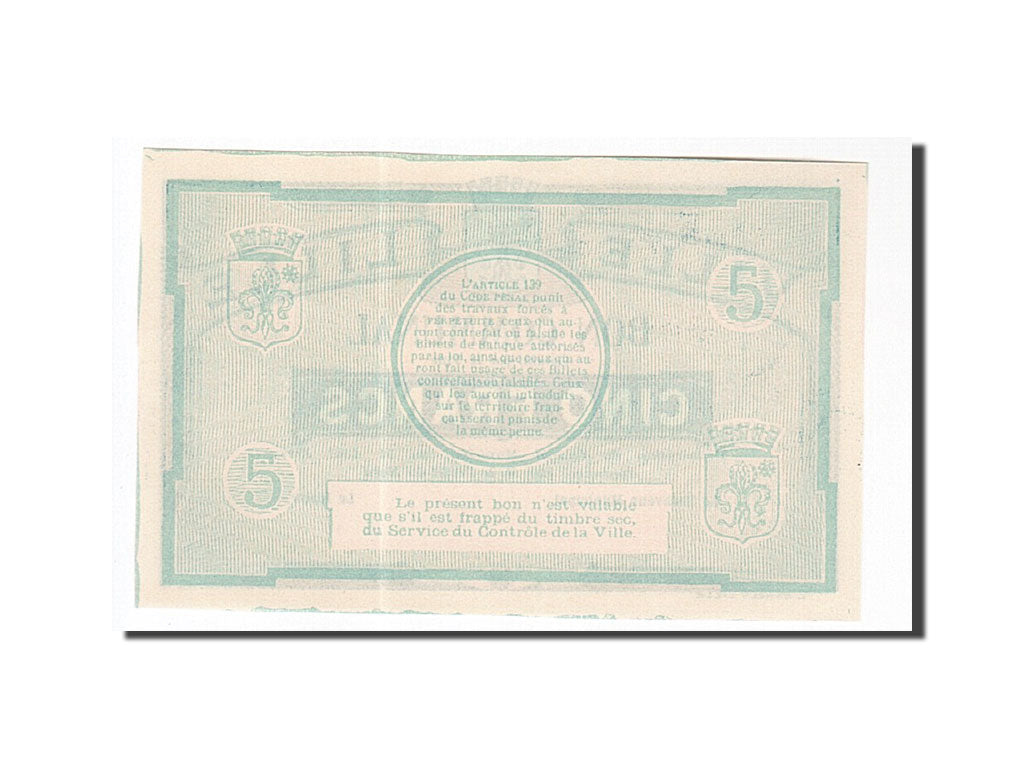 5
L'ARTICLE 139
du CODE PÉNAL punit
des travaux forcés à
PERPÉTUITÉ ceux qui au-
ront contrefait ou falsifié les
Billets de Banque autorisés
par la loi, ainsi que ceux qui au-
ront fait usage de ces Billets
contrefaits ou falsifiés. Ceux
qui les auront introduits
sur le territoire fran-
çais seront punis de
la même peine.
5
Le présent bon n'est valable
que s'il est frappé du timbre sec,
du Service du Contrôle de la Ville.